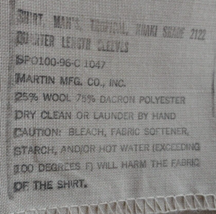 SHIRT, MAN'S, TROPICAL, KHAKI SHADE 2122
QUARTER LENGTH SLEEVES
SPO100-96-C 1047
MARTIN MFG. CO., INC.
25% WOOL 75% DACRON POLYESTER
DRY CLEAN OR LAUNDER BY HAND
CAUTION: BLEACH, FABRIC SOFTENER,
STARCH, AND/OR HOT WATER (EXCEEDING
100 DEGREES F) WILL HARM THE FABRIC
OF THE SHIRT.